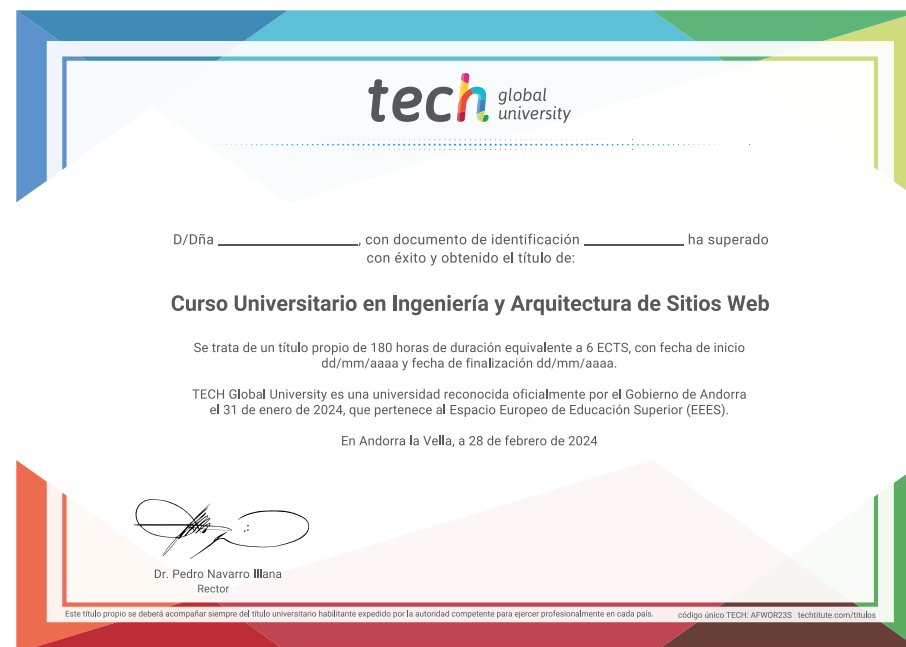 tech global university
D/Dña ____________, con documento de identificación ____________ ha superado
con éxito y obtenido el título de:
Curso Universitario en Ingeniería y Arquitectura de Sitios Web
Se trata de un título propio de 180 horas de duración equivalente a 6 ECTS, con fecha de inicio
dd/mm/aaaa y fecha de finalización dd/mm/aaaa.
TECH Global University es una universidad reconocida oficialmente por el Gobierno de Andorra
el 31 de enero de 2024, que pertenece al Espacio Europeo de Educación Superior (EEES).
En Andorra la Vella, a 28 de febrero de 2024
Dr. Pedro Navarro Illana
Rector
Este título propio se deberá acompañar siempre del título universitario habilitante expedido por la autoridad competente para ejercer profesionalmente en cada país. código único TECH: AFWOR23S techtitute.com/titulos